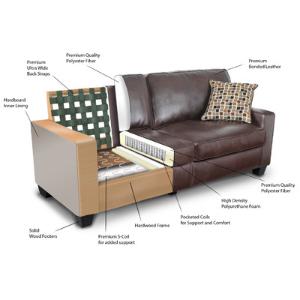 Premium Quality
Polyester Fiber
Premium
Bonded Leather
Premium
Ultra Wide
Back Straps
Hardboard
Inner Lining
Premium Quality
Polyester Fiber
High Density
Polyurethane Foam
Pocketed Coils
for Support and Comfort
Hardwood Frame
Premium S-Coil
for added support
Solid
Wood Footers